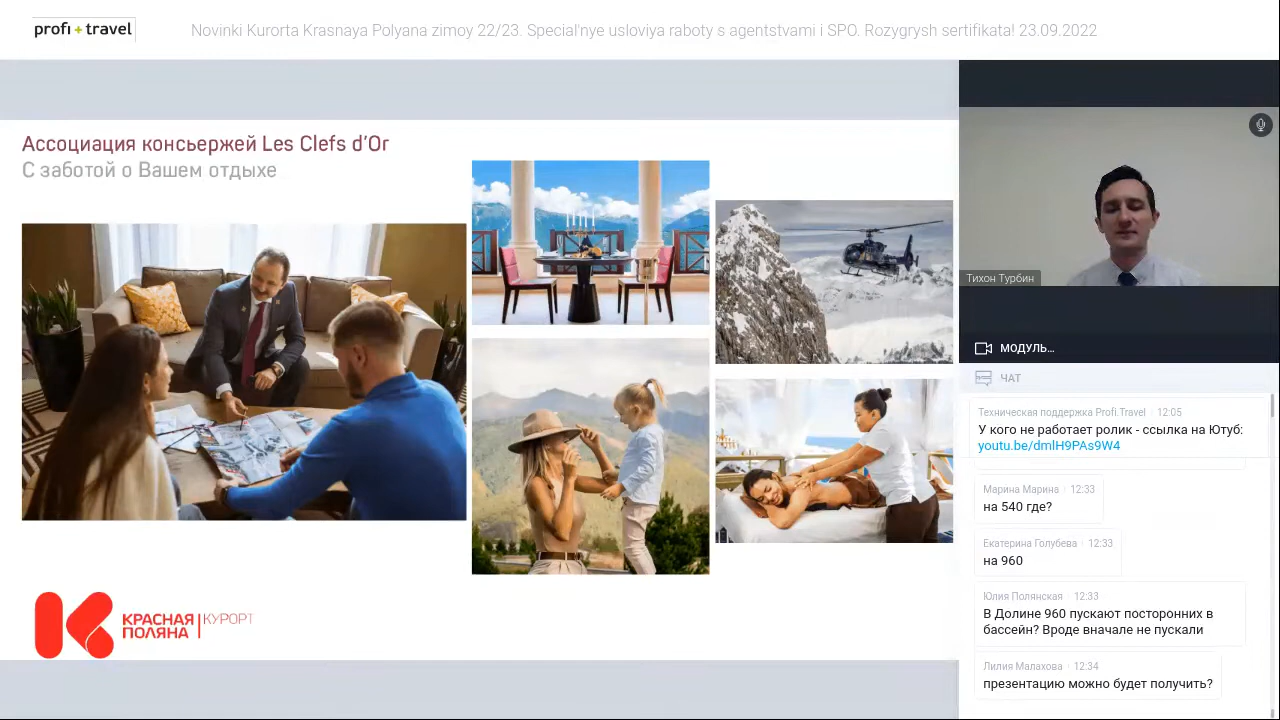 profi + travel
Novinki Kurorta Krasnaya Polyana zimoy 22/23. Special'nye usloviya raboty s agentstvami i SPO. Rozygrysh sertifikata! 23.09.2022
Ассоциация консьержей Les Clefs d'Or
С заботой о Вашем отдыхе
КРАСНАЯ
ПОЛЯНА
КУРОРТ
Тихон Турбин
МОДУЛЬ…
ЧАТ
Техническая поддержка Profi.Travel 12:05
У кого не работает ролик - ссылка на Ютуб:
youtu.be/dmlH9PAs9W4
Марина Марина 12:33
на 540 где?
Екатерина Голубева 12:33
на 960
Юлия Полянская 12:33
В Долине 960 пускают посторонних в
бассейн? Вроде вначале не пускали
Лилия Малахова 12:34
презентацию можно будет получить?